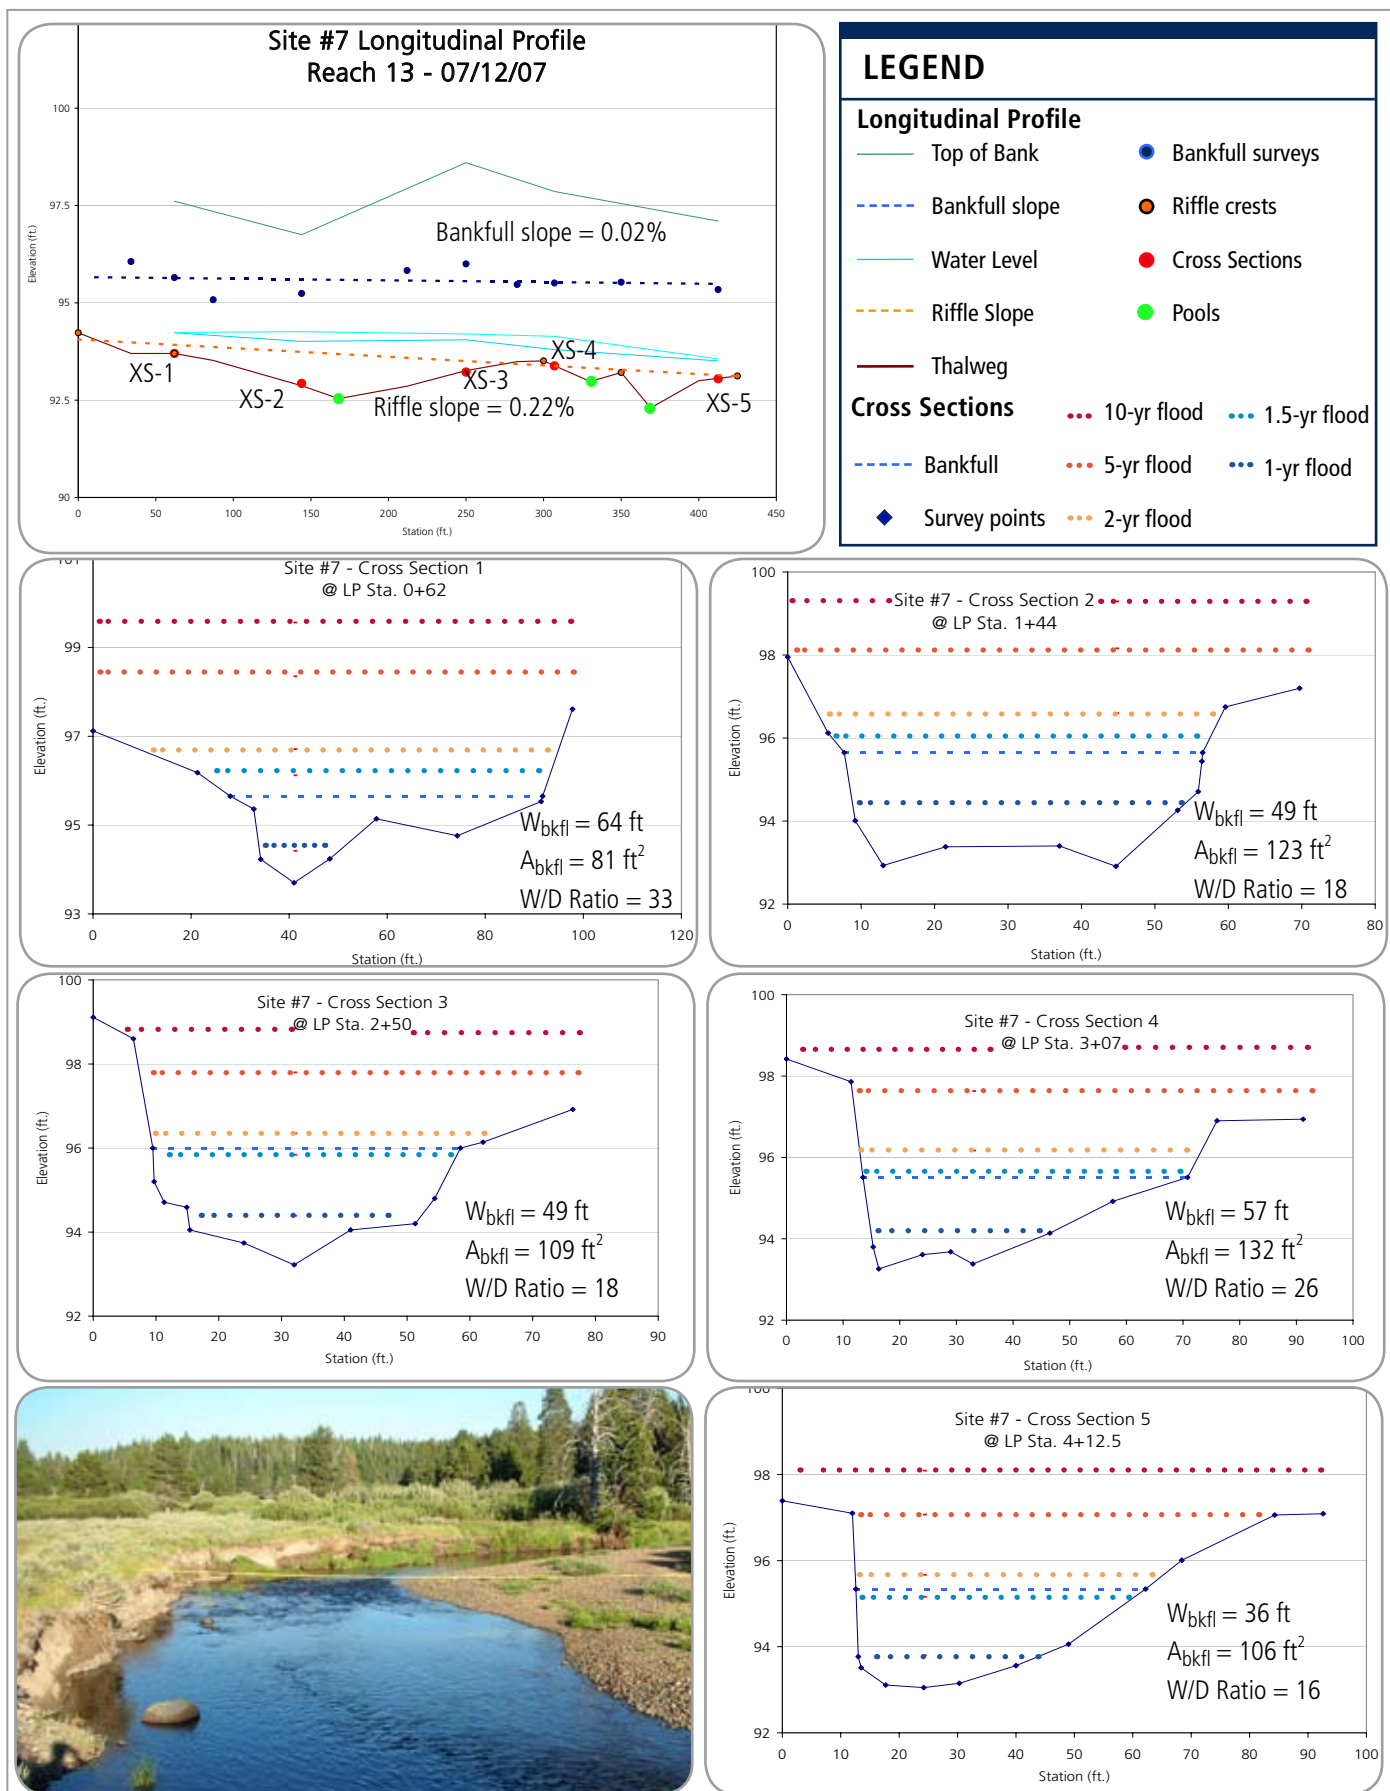 Site #7 Longitudinal Profile
Reach 13 - 07/12/07
100
97.5
95
92.5
90
Elevation (ft.)
Bankfull slope = 0.02%
XS-1
XS-2
XS-3
XS-4
XS-5
Riffle slope = 0.22%
0 50 100 150 200 250 300 350 400 450
Station (ft.)
LEGEND
Longitudinal Profile
Top of Bank
Bankfull surveys
Bankfull slope
Riffle crests
Water Level
Cross Sections
Riffle Slope
Pools
Thalweg
Cross Sections
10-yr flood
1.5-yr flood
Bankfull
5-yr flood
1-yr flood
Survey points
2-yr flood
Site #7 - Cross Section 1
@ LP Sta. 0+62
101
99
97
95
93
Elevation (ft.)
Wbkfl = 64 ft
Abkfl = 81 ft²
W/D Ratio = 33
0 20 40 60 80 100 120
Station (ft.)
Site #7 - Cross Section 2
@ LP Sta. 1+44
100
98
96
94
92
Elevation (ft.)
Wbkfl = 49 ft
Abkfl = 123 ft²
W/D Ratio = 18
0 10 20 30 40 50 60 70 80
Station (ft.)
Site #7 - Cross Section 3
@ LP Sta. 2+50
100
98
96
94
92
Elevation (ft.)
Wbkfl = 49 ft
Abkfl = 109 ft²
W/D Ratio = 18
0 10 20 30 40 50 60 70 80 90
Station (ft.)
Site #7 - Cross Section 4
@ LP Sta. 3+07
100
98
96
94
92
Elevation (ft.)
Wbkfl = 57 ft
Abkfl = 132 ft²
W/D Ratio = 26
0 10 20 30 40 50 60 70 80 90 100
Station (ft.)
Site #7 - Cross Section 5
@ LP Sta. 4+12.5
100
98
96
94
92
Elevation (ft.)
Wbkfl = 36 ft
Abkfl = 106 ft²
W/D Ratio = 16
0 10 20 30 40 50 60 70 80 90 100
Station (ft.)